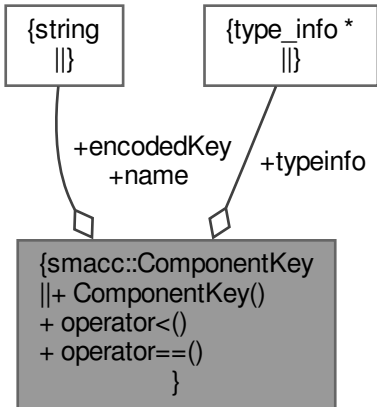 {string
||}
{type_info *
||}
+encodedKey
+name
+typeinfo
{smacc::ComponentKey
||+ ComponentKey()
+ operator<()
+ operator==()
}